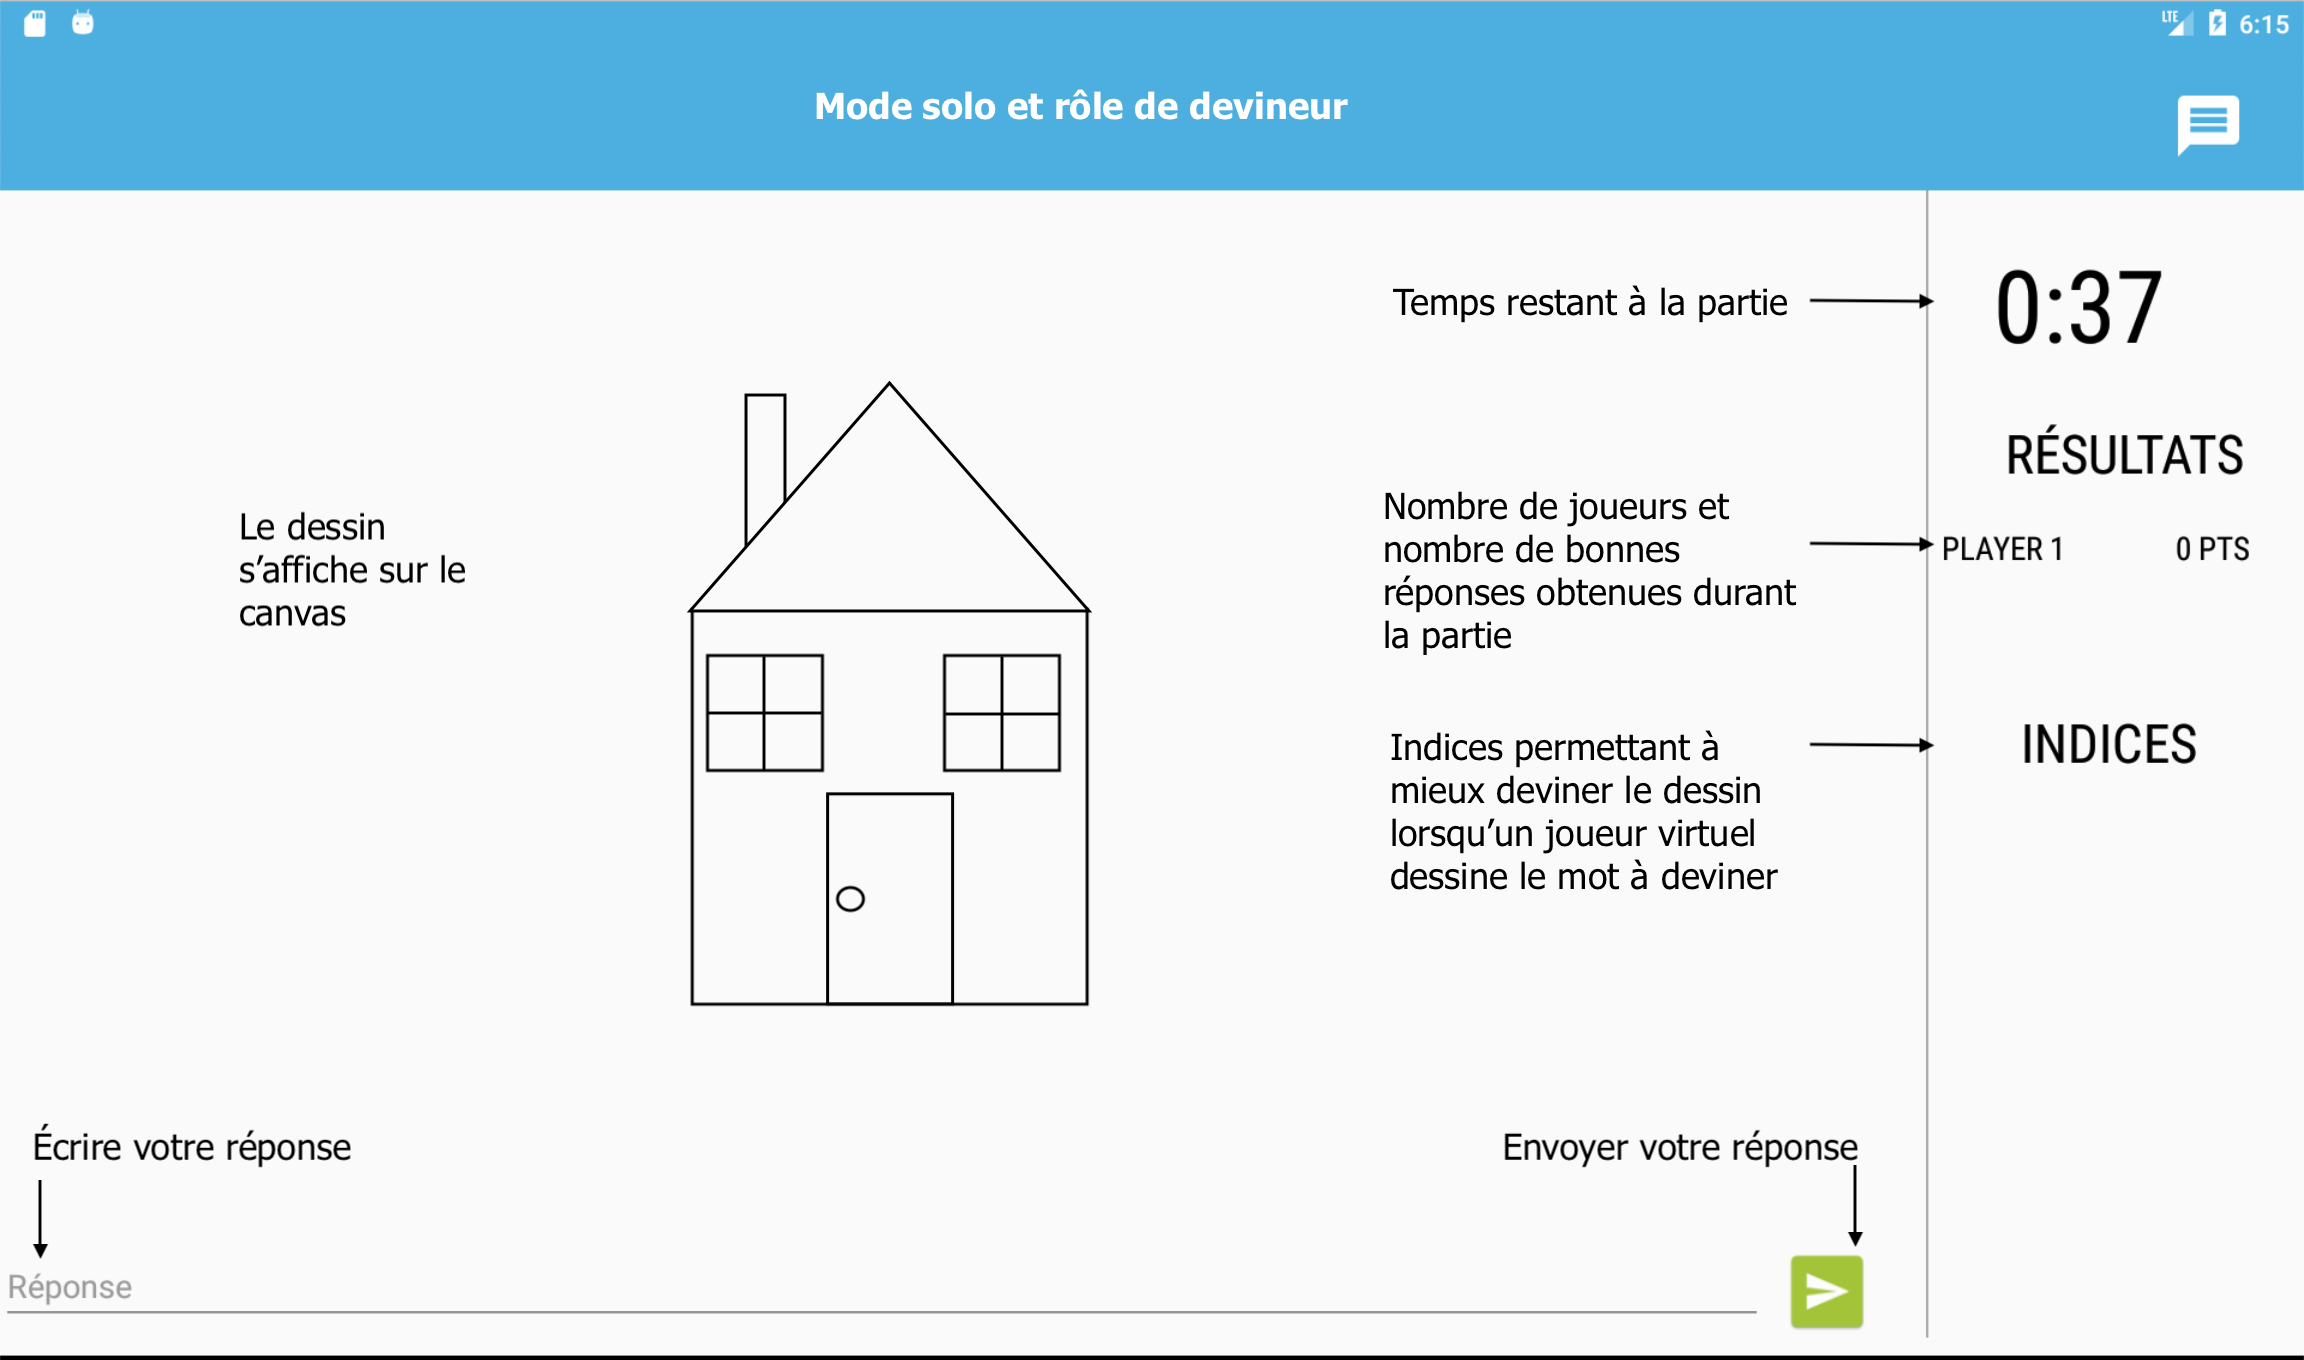 LTE 6:15
Mode solo et rôle de devineur
Temps restant à la partie
0:37
RÉSULTATS
Nombre de joueurs et
nombre de bonnes
réponses obtenues durant
la partie
PLAYER 1 0 PTS
Le dessin
s’affiche sur le
canvas
Indices permettant à
mieux deviner le dessin
lorsqu’un joueur virtuel
dessine le mot à deviner
INDICES
Écrire votre réponse
Envoyer votre réponse
Réponse